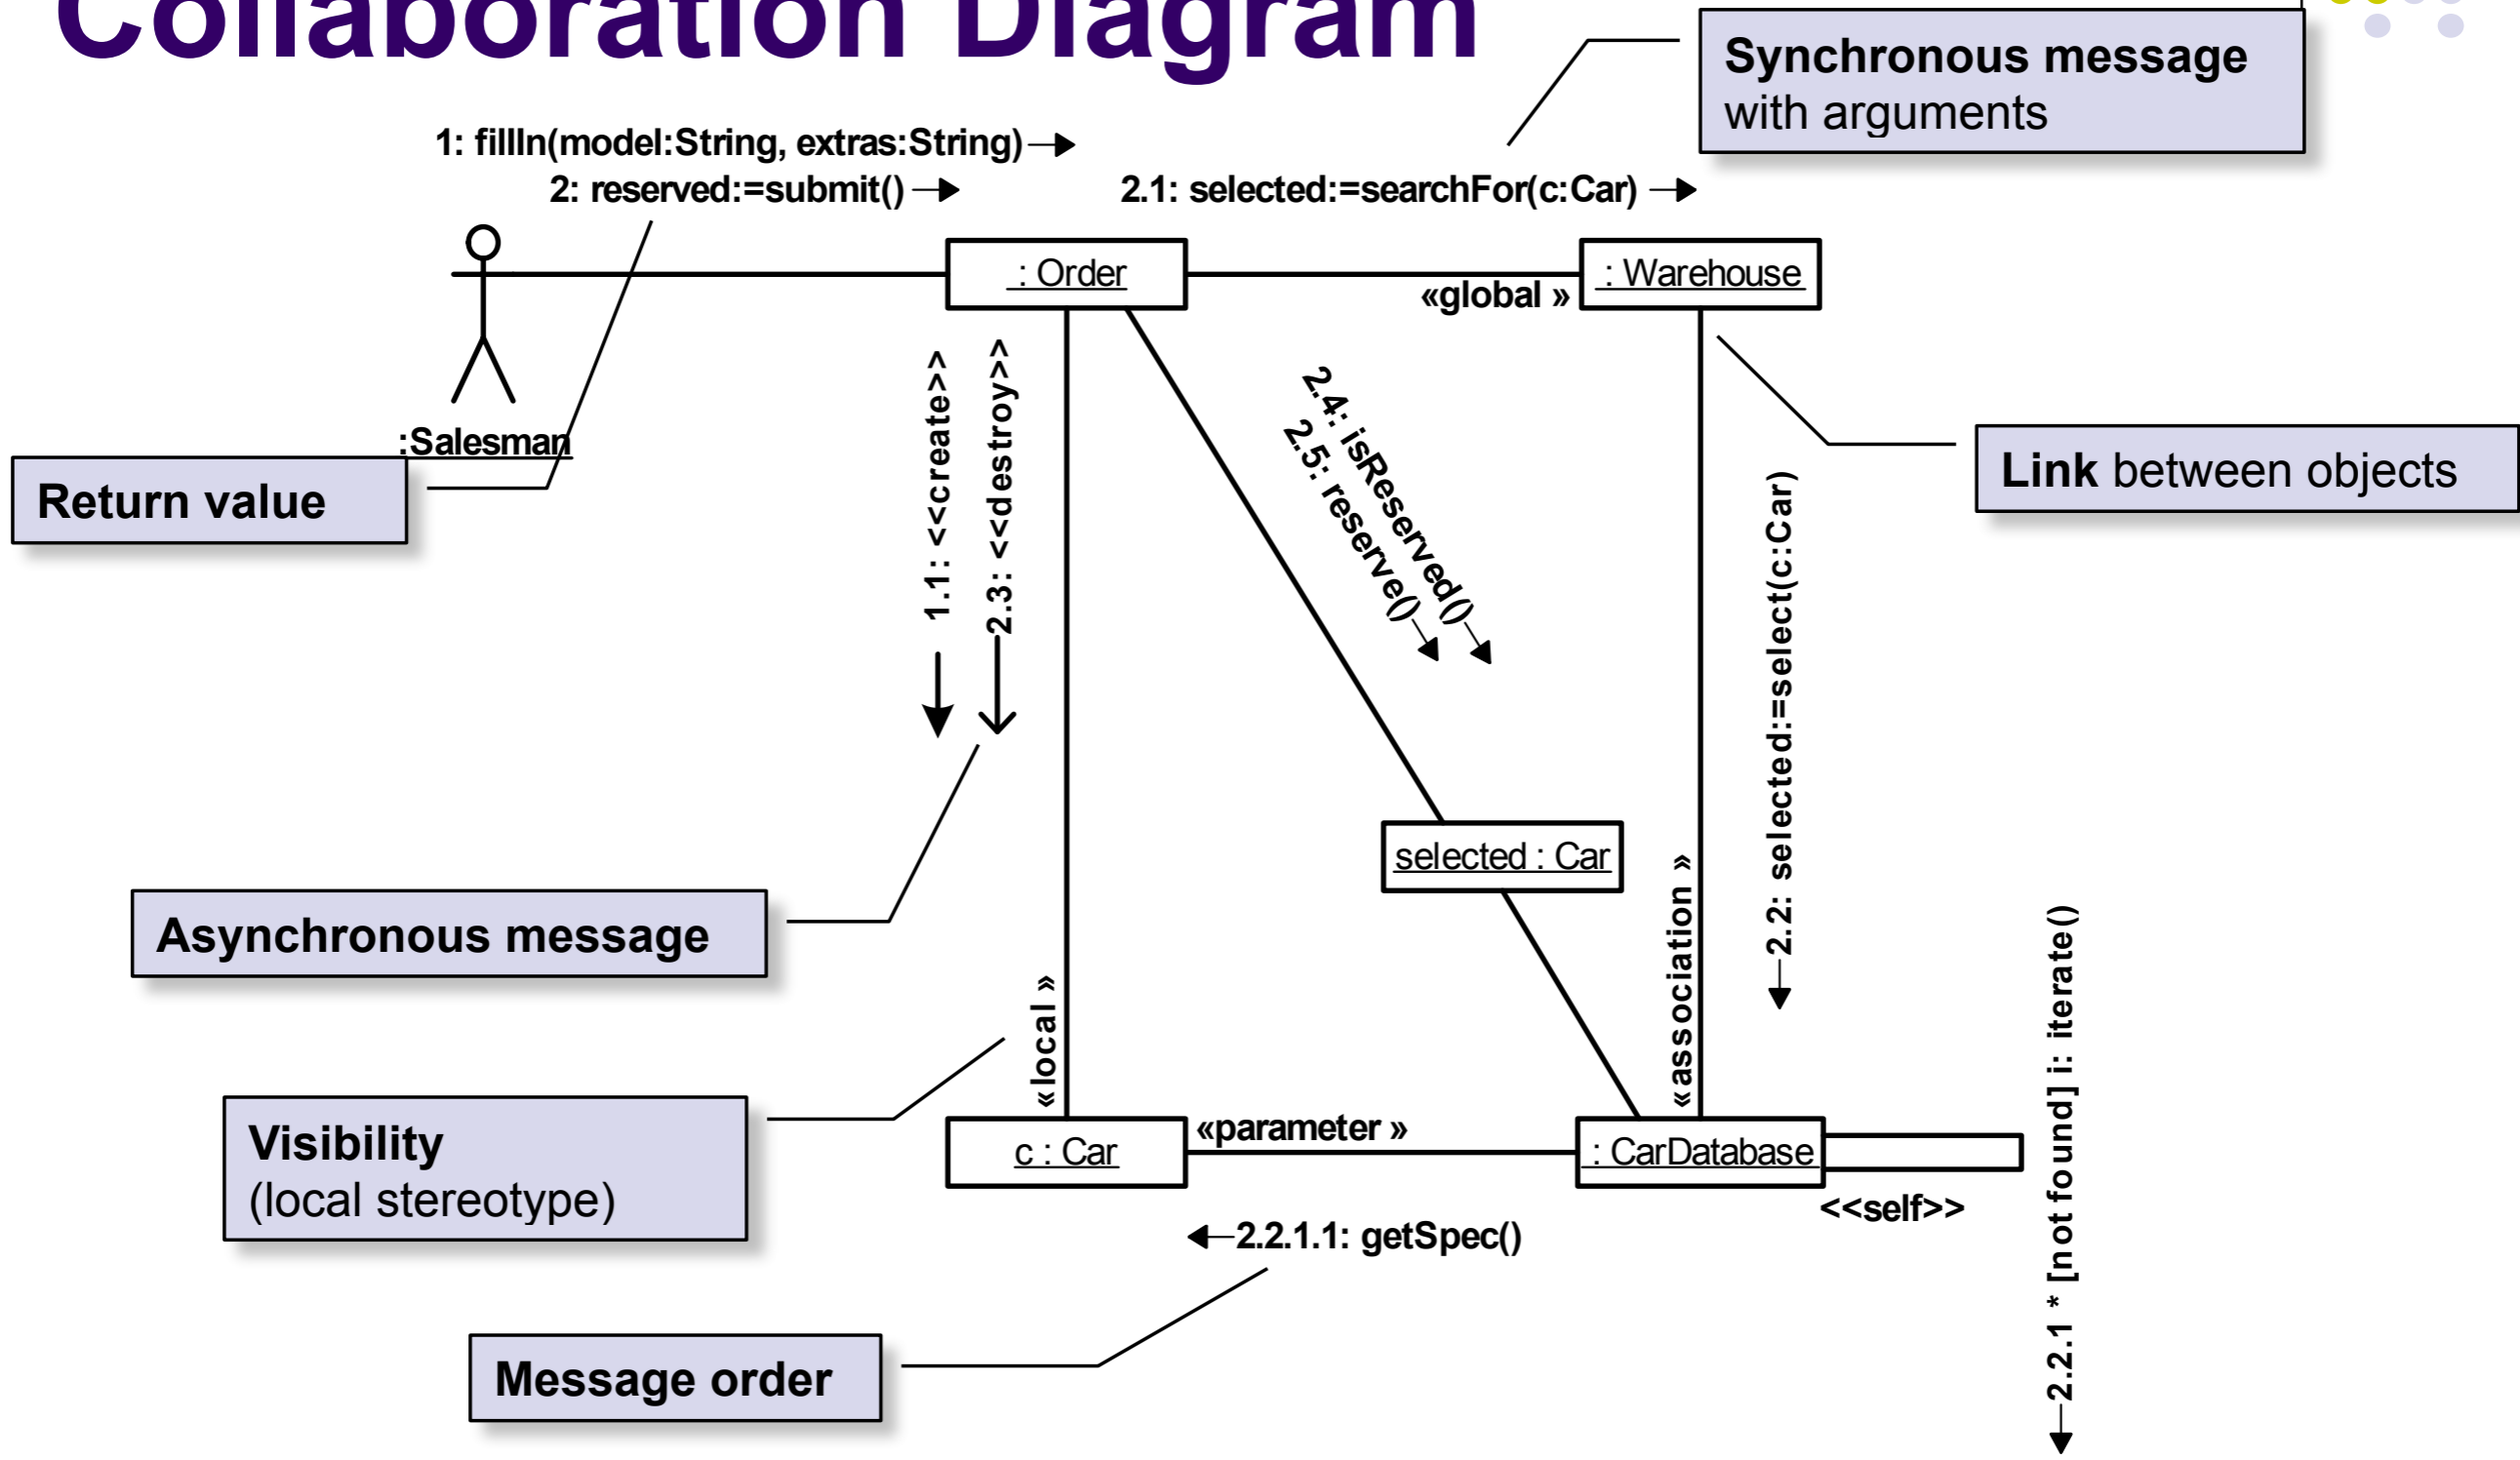 Collaboration Diagram
Synchronous message
with arguments
1: fillIn(model:String, extras:String)
2: reserved:=submit()
2.1: selected:=searchFor(c:Car)
: Order
«global »
: Warehouse
:Salesman
Return value
1.1: <<create>>
2.3: <<destroy>>
2.4: isReserved()
2.5: reserve()
Link between objects
2.2: selected:=select(c:Car)
selected : Car
Asynchronous message
«local »
«association »
2.2.1 * [not found] i: iterate()
Visibility
(local stereotype)
c : Car
«parameter »
: CarDatabase
<<self>>
2.2.1.1: getSpec()
Message order